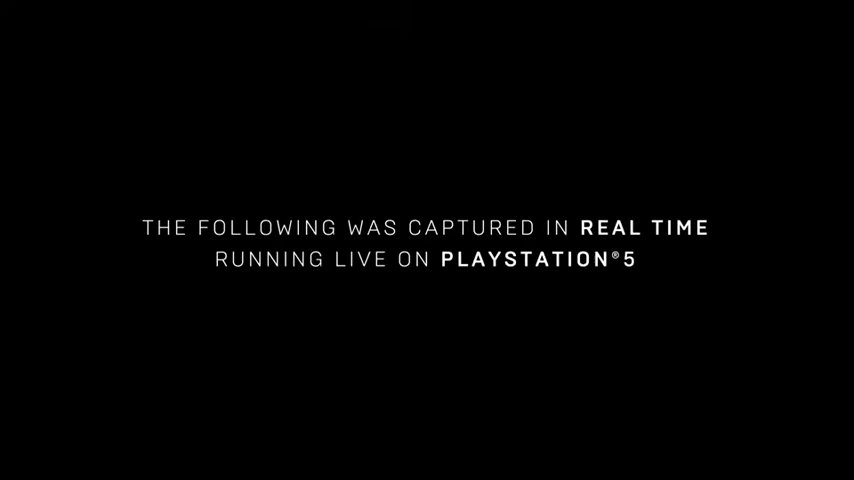 THE FOLLOWING WAS CAPTURED IN REAL TIME
RUNNING LIVE ON PLAYSTATION®5